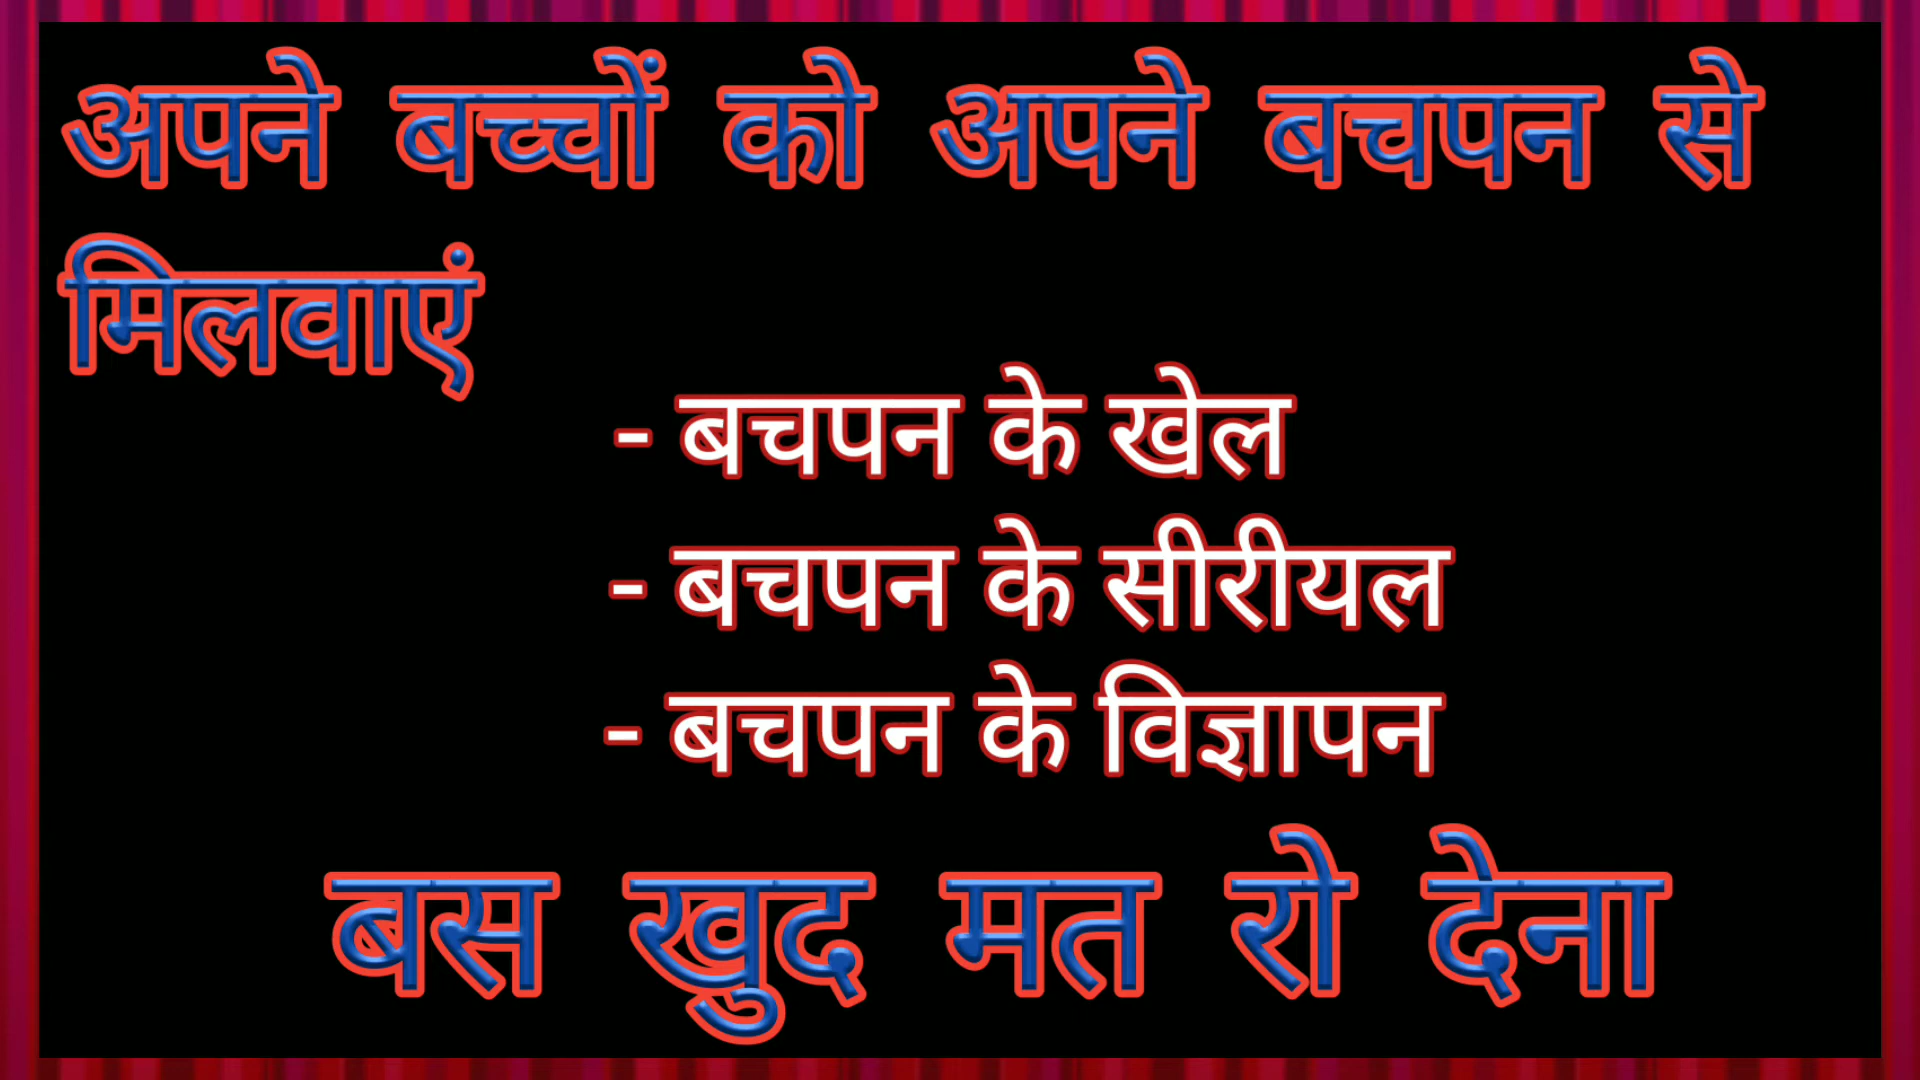 अपने बच्चों को अपने बचपन से
मिलवाएं
- बचपन के खेल
- बचपन के सीरीयल
- बचपन के विज्ञापन
बस खुद मत रो देना